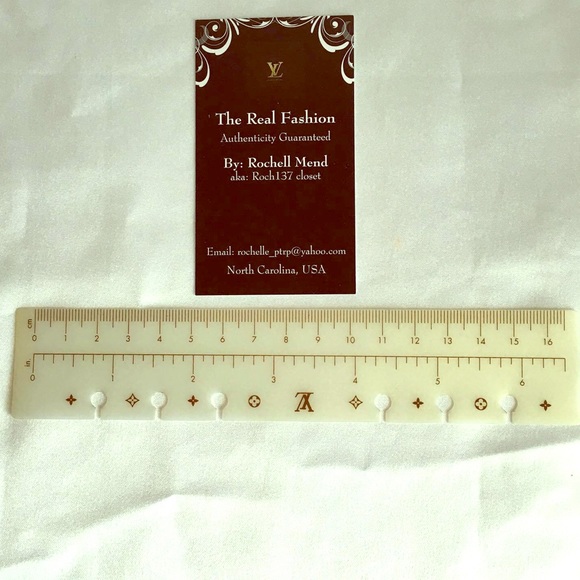 LV
The Real Fashion
Authenticity Guaranteed
By: Rochell Mend
aka: Roch137 closet
Email: rochelle_ptrp@yahoo.com
North Carolina, USA
cm
0 1 2 3 4 5 6 7 8 9 10 11 12 13 14 15 16
in.
0 1 2 3 4 5 6
LV